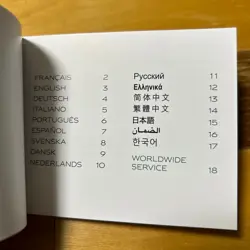 FRANÇAIS 2
ENGLISH 3
DEUTSCH 4
ITALIANO 5
PORTUGUÊS 6
ESPAÑOL 7
SVENSKA 8
DANSK 9
NEDERLANDS 10
Русский 11
Ελληνικά 12
简体中文 13
繁體中文 14
日本語 15
الضمان 16
한국어 17
WORLDWIDE
SERVICE 18